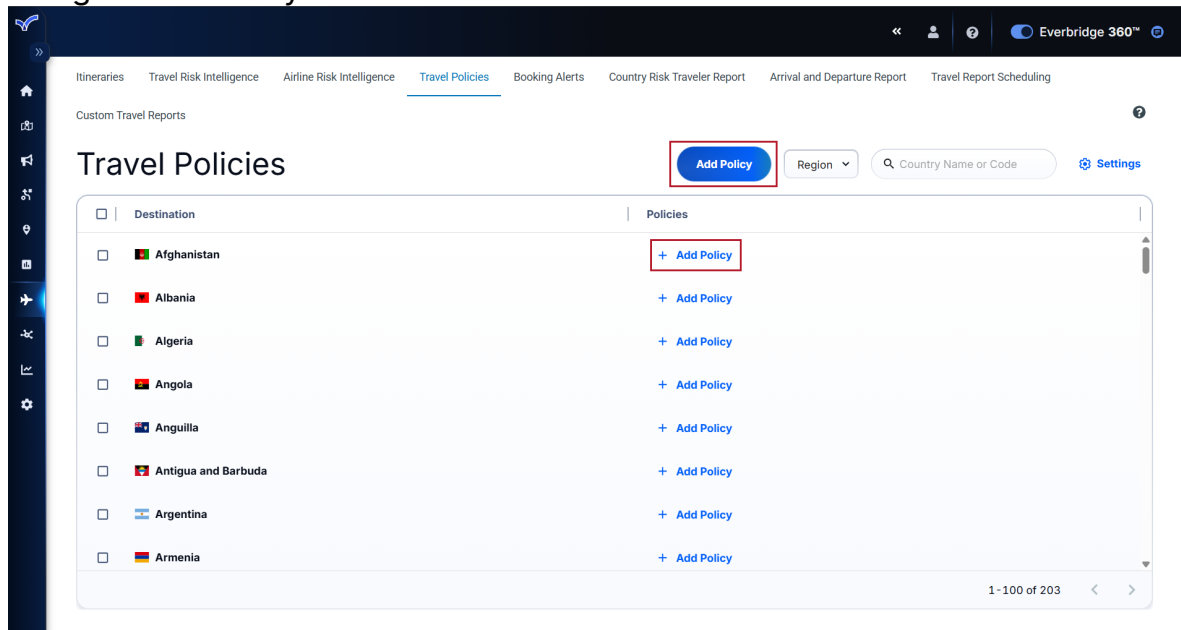 « Everbridge 360™
»
Itineraries Travel Risk Intelligence Airline Risk Intelligence Travel Policies Booking Alerts Country Risk Traveler Report Arrival and Departure Report Travel Report Scheduling
Custom Travel Reports
Travel Policies Add Policy Region Country Name or Code Settings
Destination Policies
Afghanistan + Add Policy
Albania + Add Policy
Algeria + Add Policy
Angola + Add Policy
Anguilla + Add Policy
Antigua and Barbuda + Add Policy
Argentina + Add Policy
Armenia + Add Policy
1-100 of 203 < >